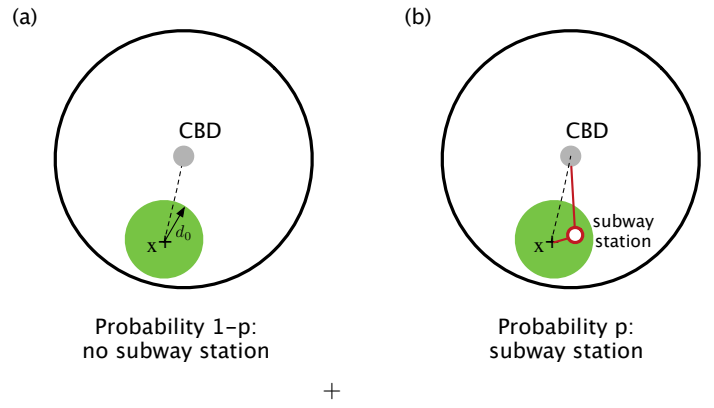 (a)
CBD
x
d₀
Probability 1-p:
no subway station
(b)
CBD
x
subway
station
Probability p:
subway station
+